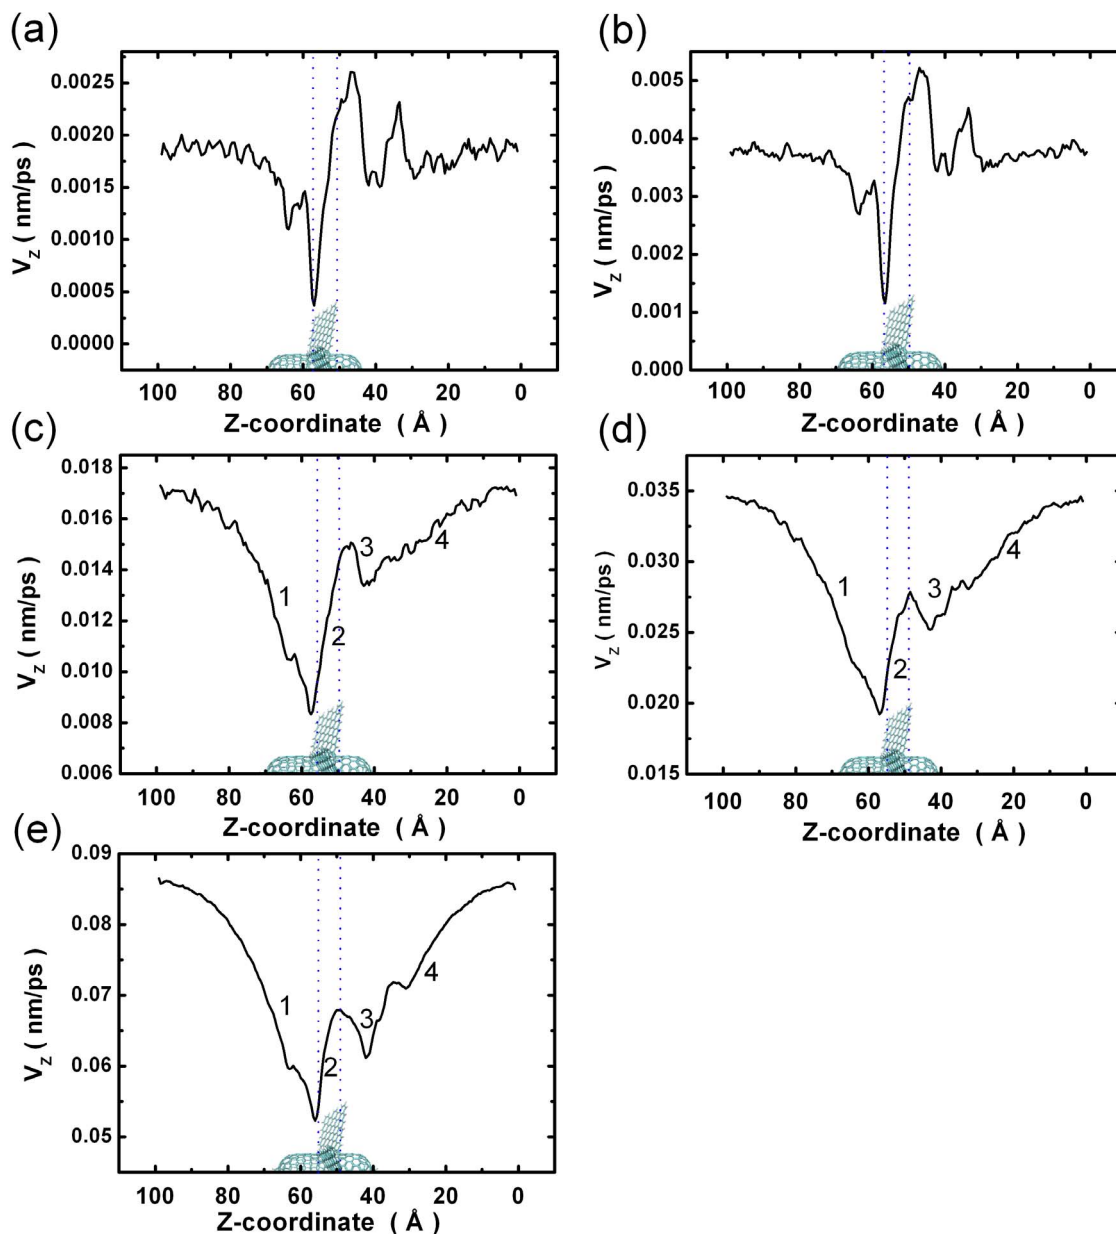 (a)
0.0025
0.0020
0.0015
0.0010
0.0005
0.0000
V_Z ( nm/ps )
100 80 60 40 20 0
Z-coordinate ( Å )
(b)
0.005
0.004
0.003
0.002
0.001
0.000
V_Z ( nm/ps )
100 80 60 40 20 0
Z-coordinate ( Å )
(c)
0.018
0.016
0.014
0.012
0.010
0.008
0.006
V_Z ( nm/ps )
1
2
3
4
100 80 60 40 20 0
Z-coordinate ( Å )
(d)
0.035
0.030
0.025
0.020
0.015
V_Z ( nm/ps )
1
2
3
4
100 80 60 40 20 0
Z-coordinate ( Å )
(e)
0.09
0.08
0.07
0.06
0.05
V_Z ( nm/ps )
1
2
3
4
100 80 60 40 20 0
Z-coordinate ( Å )